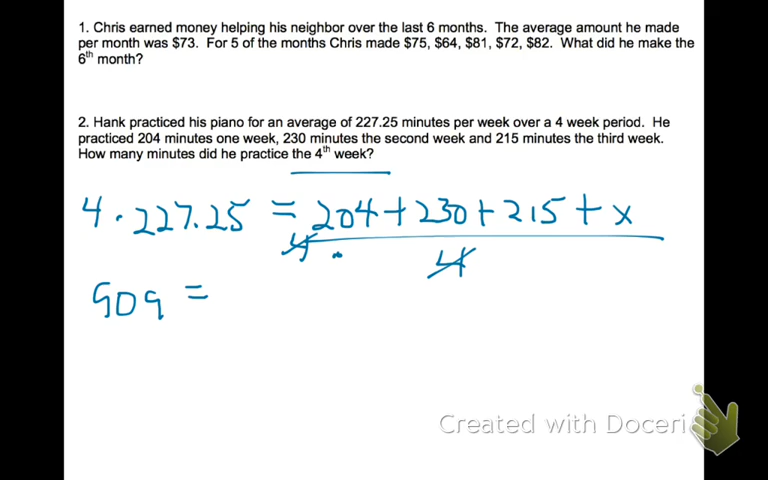 1. Chris earned money helping his neighbor over the last 6 months. The average amount he made
per month was $73. For 5 of the months Chris made $75, $64, $81, $72, $82. What did he make the
6th month?
2. Hank practiced his piano for an average of 227.25 minutes per week over a 4 week period. He
practiced 204 minutes one week, 230 minutes the second week and 215 minutes the third week.
How many minutes did he practice the 4th week?
4 · 227.25 = 204 + 230 + 215 + x
4 · 4
909 =
Created with Doceri